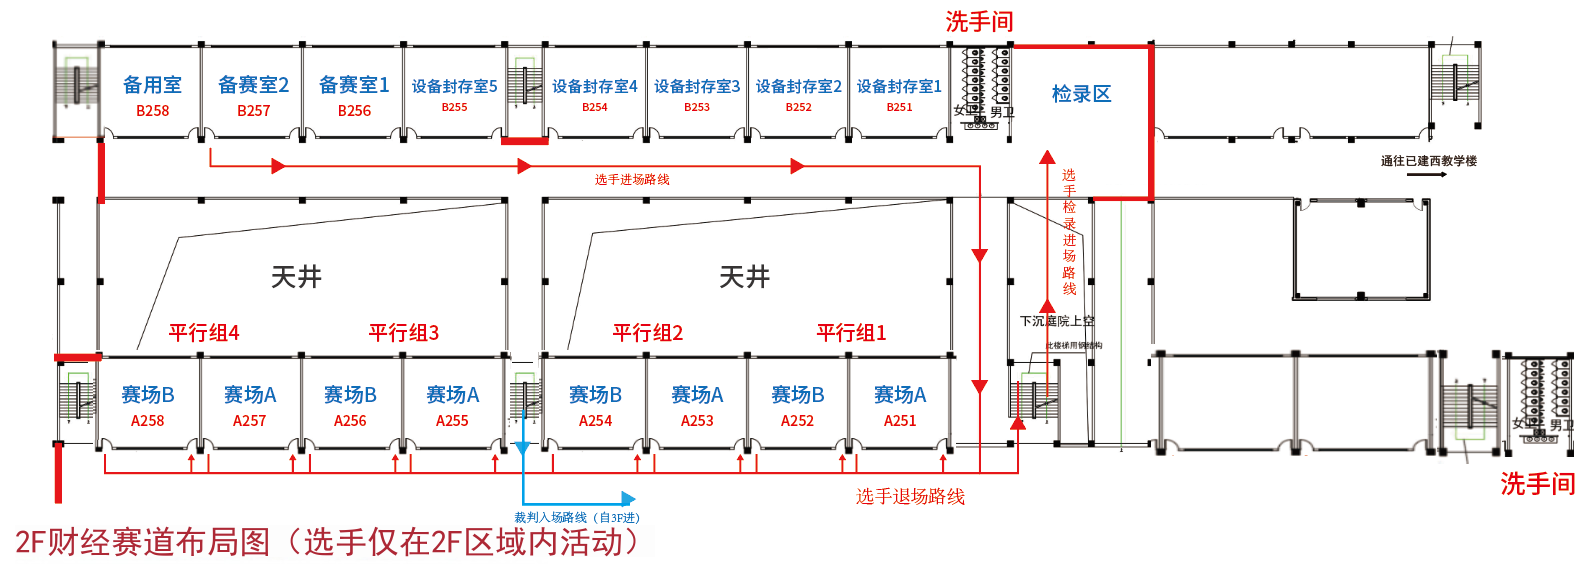 洗手间
备用室
B258
备赛室2
B257
备赛室1
B256
设备封存室5
B255
设备封存室4
B254
设备封存室3
B253
设备封存室2
B252
设备封存室1
B251
女卫
男卫
检录区
通往已建西教学楼
选手进场路线
选手检录进场路线
天井
天井
平行组4
平行组3
平行组2
平行组1
下沉庭院上空
此楼梯用钢结构
赛场B
A258
赛场A
A257
赛场B
A256
赛场A
A255
赛场B
A254
赛场A
A253
赛场B
A252
赛场A
A251
女卫
男卫
洗手间
选手退场路线
裁判入场路线（自3F进）
2F财经赛道布局图（选手仅在2F区域内活动）